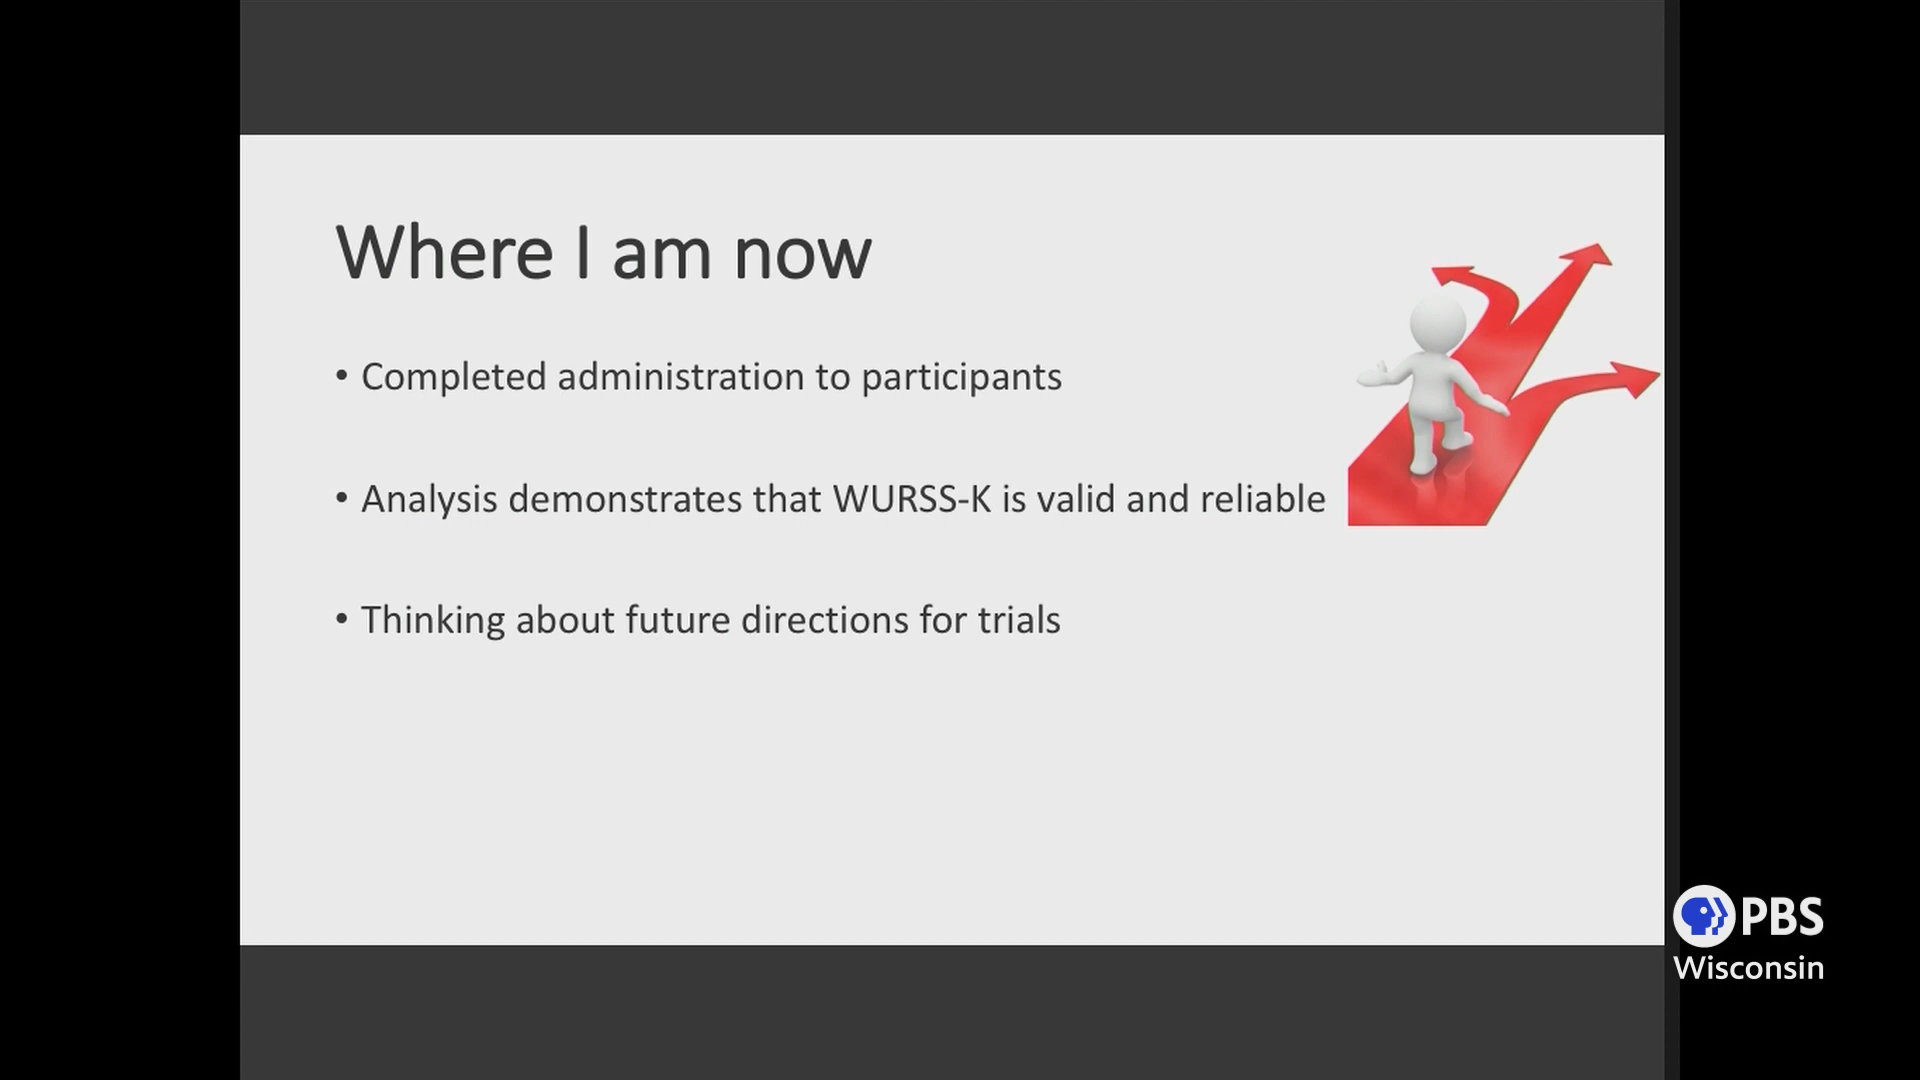 Where I am now
• Completed administration to participants
• Analysis demonstrates that WURSS-K is valid and reliable
• Thinking about future directions for trials
PBS
Wisconsin